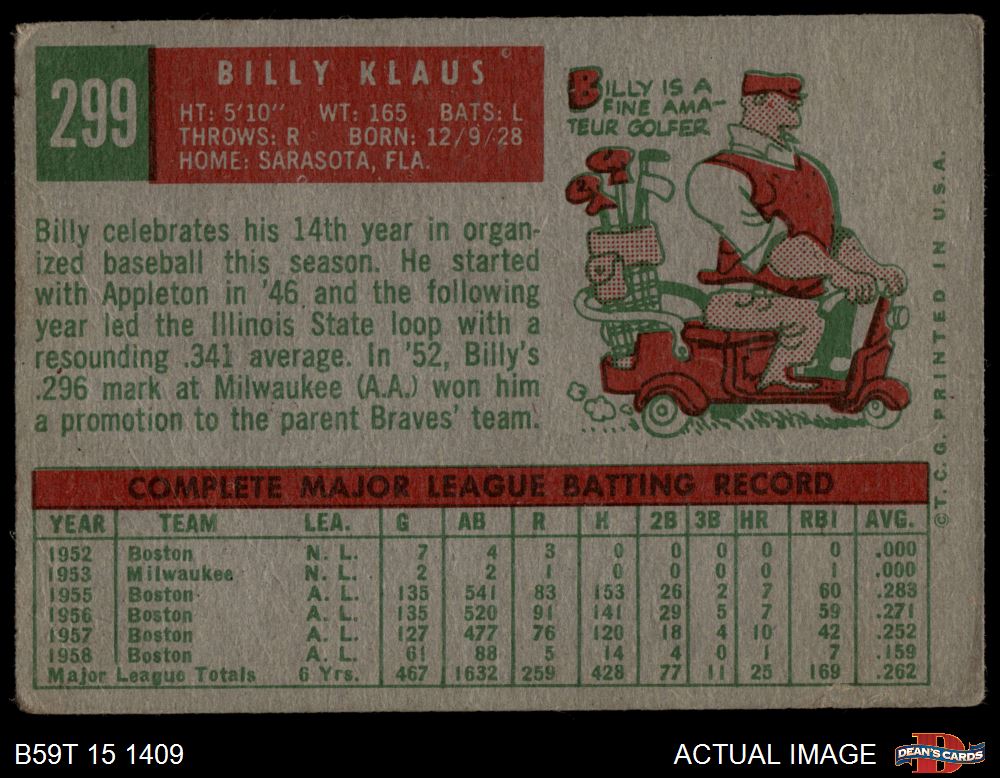 299
BILLY KLAUS
HT: 5'10" WT: 165 BATS: L
THROWS: R BORN: 12/9/28
HOME: SARASOTA, FLA.
BILLY IS A
FINE AMA-
TEUR GOLFER
2
Billy celebrates his 14th year in organ-
ized baseball this season. He started
with Appleton in '46 and the following
year led the Illinois State loop with a
resounding .341 average. In '52, Billy's
.296 mark at Milwaukee (A.A.) won him
a promotion to the parent Braves' team.
©T. C. G. PRINTED IN U.S.A.
COMPLETE MAJOR LEAGUE BATTING RECORD
YEAR TEAM LEA. G AB R H 2B 3B HR RBI AVG.
1952 Boston N. L. 7 4 3 0 0 0 0 0 .000
1953 Milwaukee N. L. 2 2 1 0 0 0 0 1 .000
1955 Boston A. L. 135 541 83 153 26 2 7 60 .283
1956 Boston A. L. 135 520 91 141 29 5 7 59 .271
1957 Boston A. L. 127 477 76 120 18 4 10 42 .252
1958 Boston A. L. 61 88 5 14 4 0 1 7 .159
Major League Totals 6 Yrs. 467 1632 259 428 77 11 25 169 .262
B59T 15 1409
ACTUAL IMAGE
DEAN'S CARDS